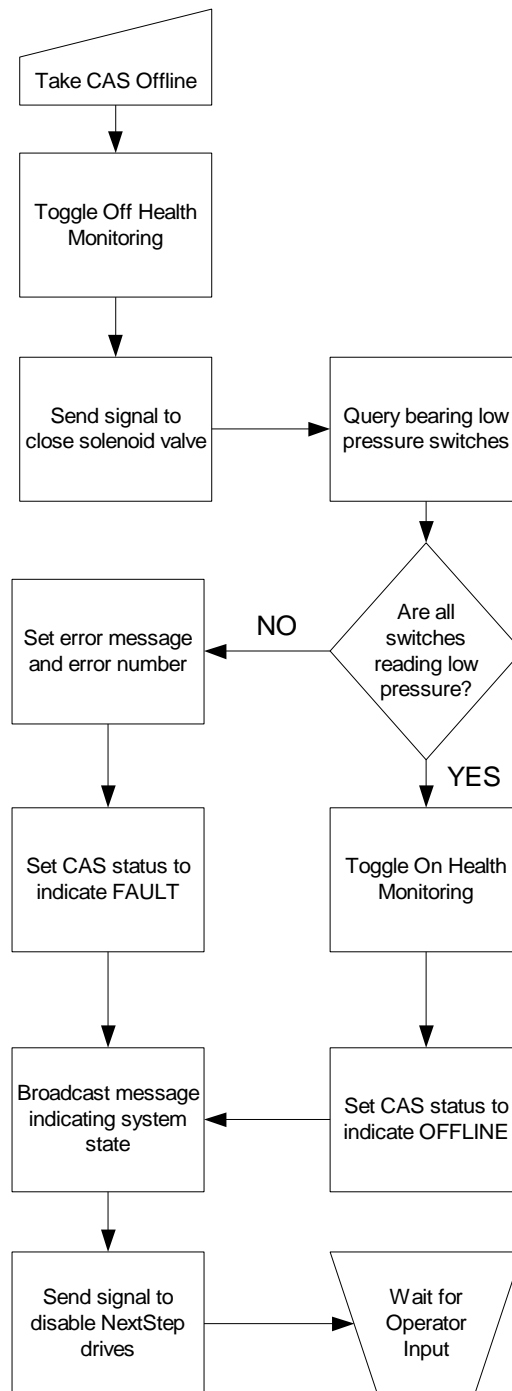 Take CAS Offline
Toggle Off Health
Monitoring
Send signal to
close solenoid valve
Query bearing low
pressure switches
Are all
switches
reading low
pressure?
NO
YES
Set error message
and error number
Toggle On Health
Monitoring
Set CAS status to
indicate FAULT
Set CAS status to
indicate OFFLINE
Broadcast message
indicating system
state
Send signal to
disable NextStep
drives
Wait for
Operator
Input